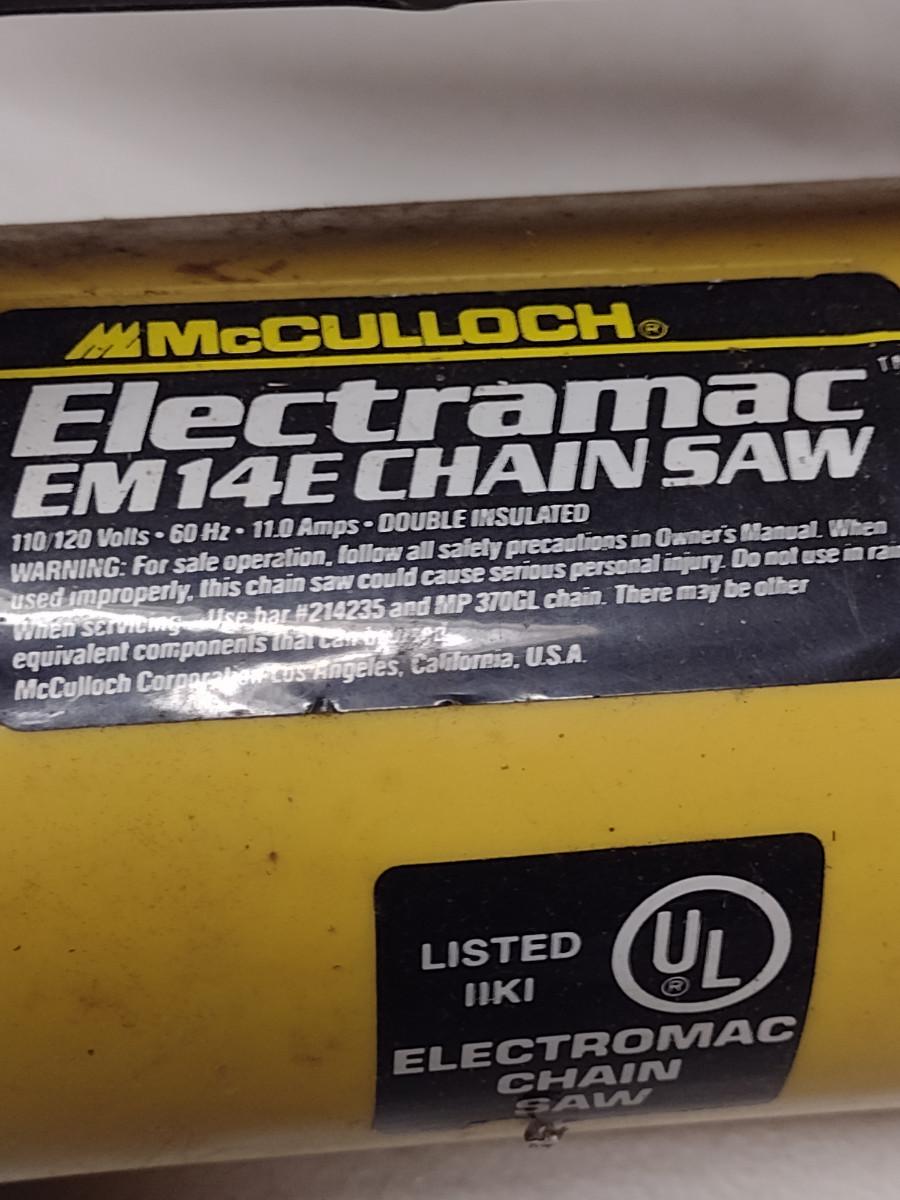 McCULLOCH®
Electramac™
EM 14E CHAIN SAW
110/120 Volts • 60 Hz • 11.0 Amps • DOUBLE INSULATED
WARNING: For safe operation, follow all safety precautions in Owner's Manual. When
used improperly, this chain saw could cause serious personal injury. Do not use in
When servicing Use bar #214235 and MP 370GL chain. There may be other
equivalent components that can be
McCulloch Corporation Los Angeles, California, U.S.A.
LISTED
UL®
ELECTROMAC
CHAIN
SAW